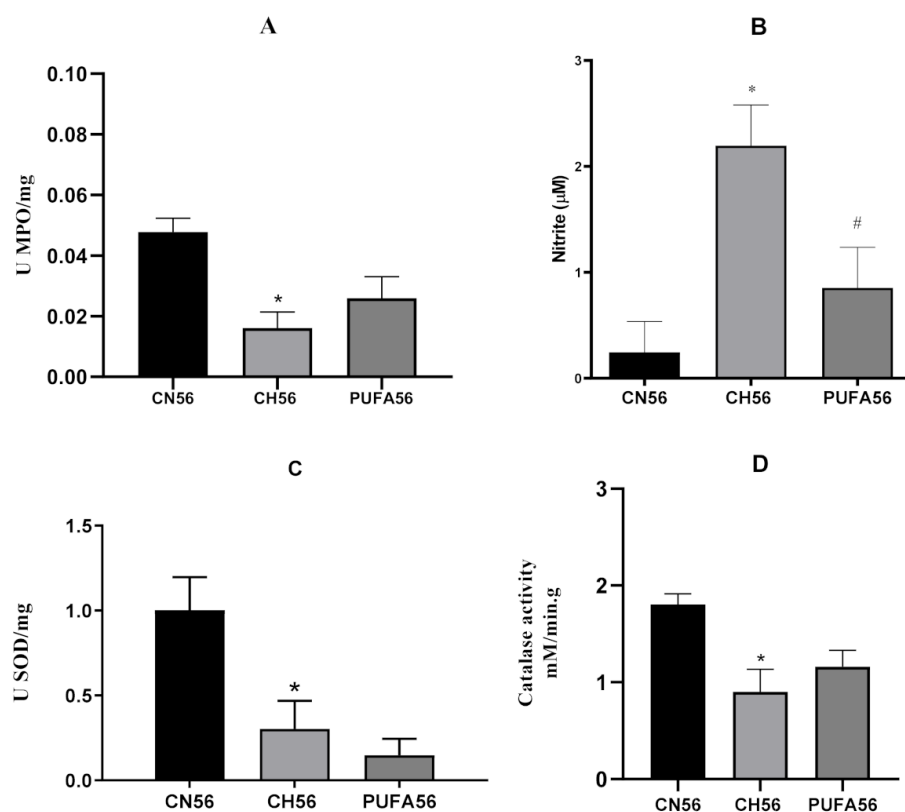 A
U MPO/mg
0.10
0.08
0.06
0.04
0.02
0.00
*
CN56 CH56 PUFA56
B
Nitrite (μM)
3
2
1
0
*
#
CN56 CH56 PUFA56
C
U SOD/mg
1.5
1.0
0.5
0.0
*
CN56 CH56 PUFA56
D
Catalase activity
mM/min.g
3
2
1
0
*
CN56 CH56 PUFA56